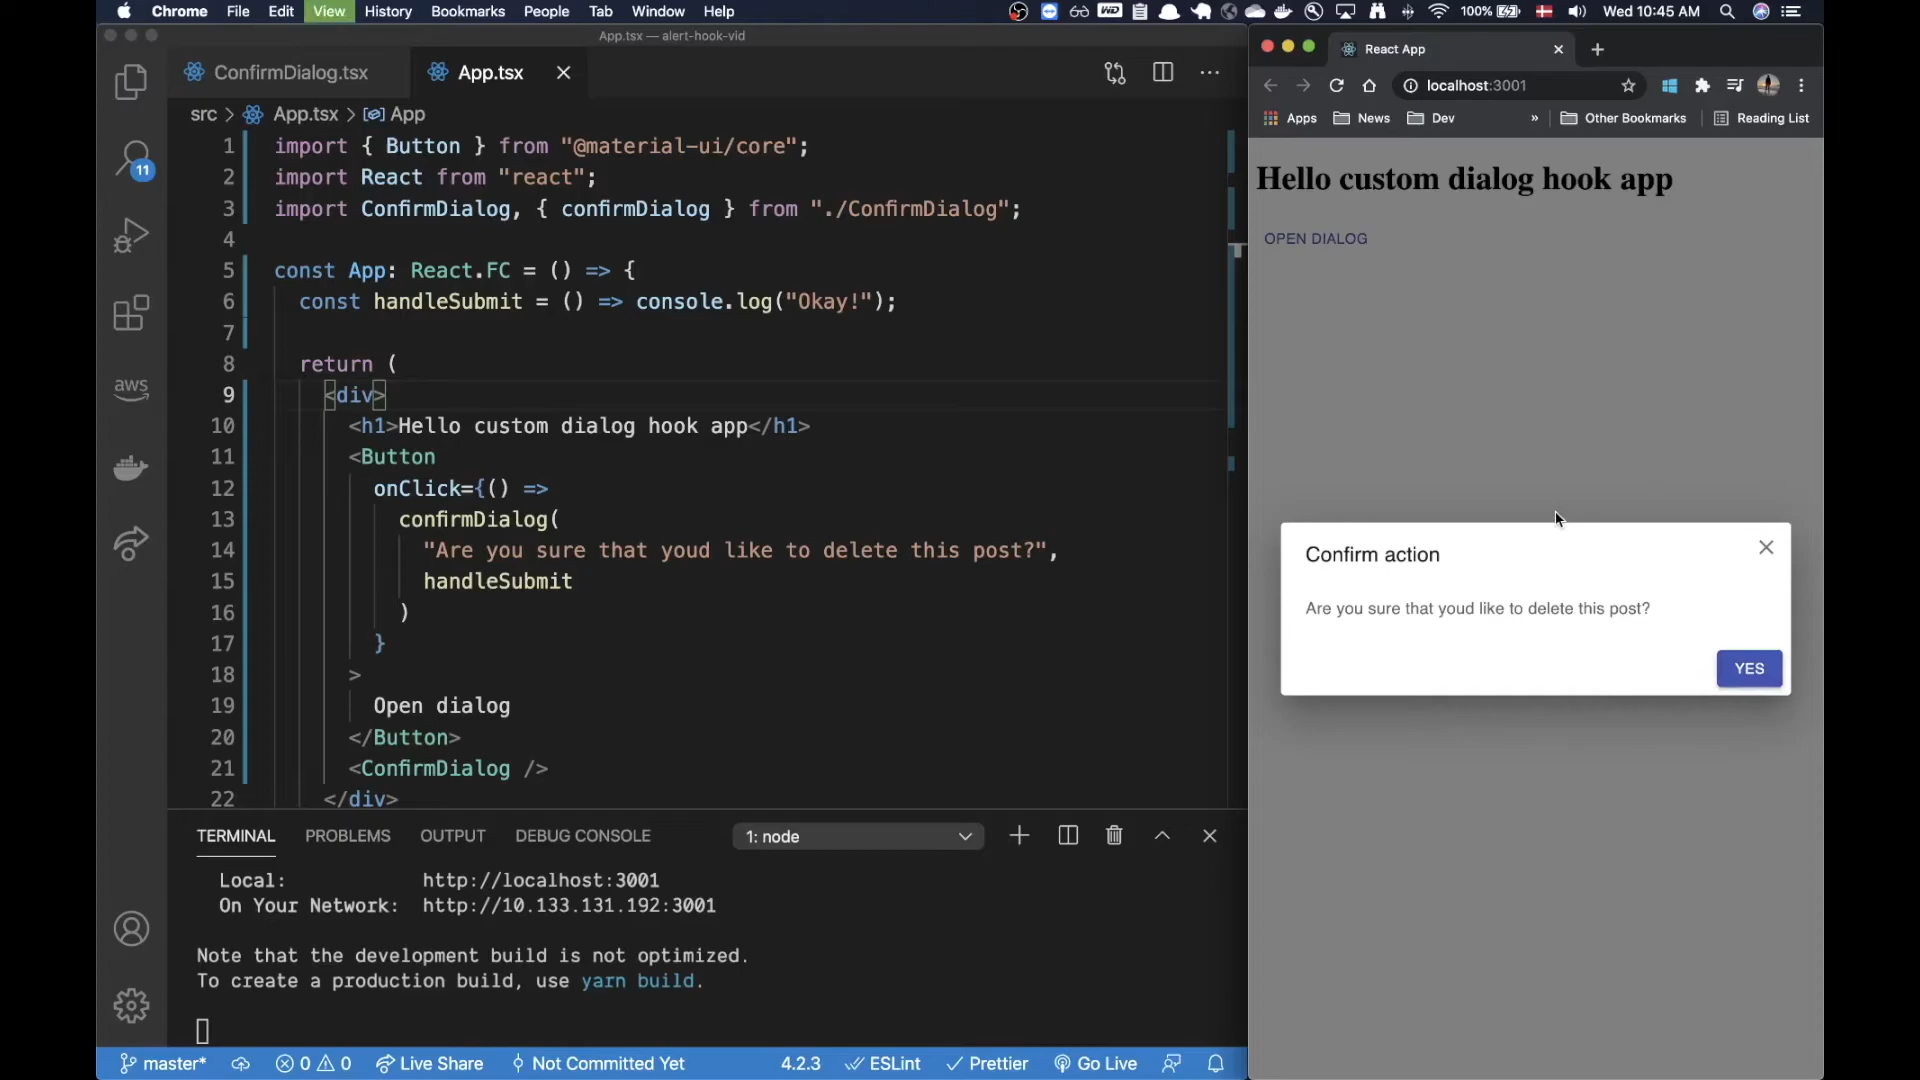 Chrome File Edit View History Bookmarks People Tab Window Help
100% Wed 10:45 AM
App.tsx — alert-hook-vid
ConfirmDialog.tsx
App.tsx
src > App.tsx > App
11
aws
1 import { Button } from "@material-ui/core";
2 import React from "react";
3 import ConfirmDialog, { confirmDialog } from "./ConfirmDialog";
4
5 const App: React.FC = () => {
6 const handleSubmit = () => console.log("Okay!");
7
8 return (
9 <div>
10 <h1>Hello custom dialog hook app</h1>
11 <Button
12 onClick={() =>
13 confirmDialog(
14 "Are you sure that youd like to delete this post?",
15 handleSubmit
16 )
17 }
18 >
19 Open dialog
20 </Button>
21 <ConfirmDialog />
22 </div>
TERMINAL PROBLEMS OUTPUT DEBUG CONSOLE 1: node
Local: http://localhost:3001
On Your Network: http://10.133.131.192:3001
Note that the development build is not optimized.
To create a production build, use yarn build.
master* 0 0 Live Share Not Committed Yet 4.2.3 ESLint Prettier Go Live
React App
localhost:3001
Apps News Dev » Other Bookmarks Reading List
Hello custom dialog hook app
OPEN DIALOG
Confirm action
Are you sure that youd like to delete this post?
YES